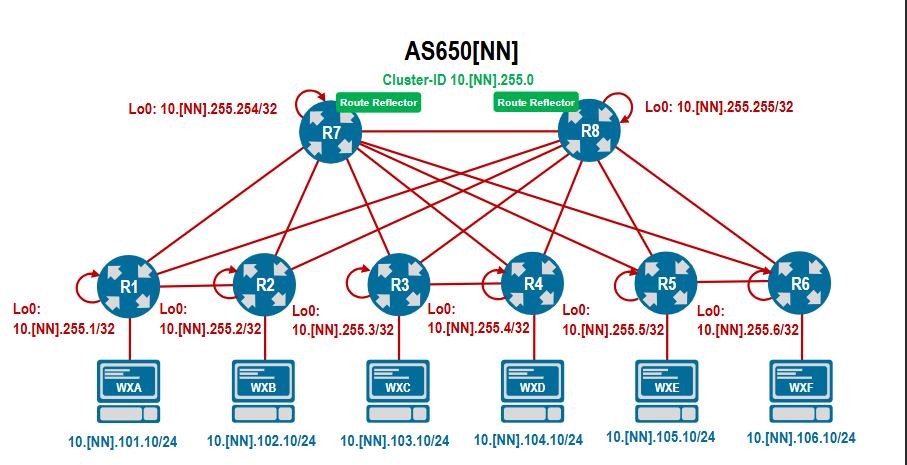 AS650[NN]
Cluster-ID 10.[NN].255.0
Lo0: 10.[NN].255.254/32
Route Reflector
Route Reflector
Lo0: 10.[NN].255.255/32
R7
R8
R1
R2
R3
R4
R5
R6
Lo0:
10.[NN].255.1/32
Lo0:
10.[NN].255.2/32
Lo0:
10.[NN].255.3/32
Lo0:
10.[NN].255.4/32
Lo0:
10.[NN].255.5/32
Lo0:
10.[NN].255.6/32
WXA
WXB
WXC
WXD
WXE
WXF
10.[NN].101.10/24
10.[NN].102.10/24
10.[NN].103.10/24
10.[NN].104.10/24
10.[NN].105.10/24
10.[NN].106.10/24